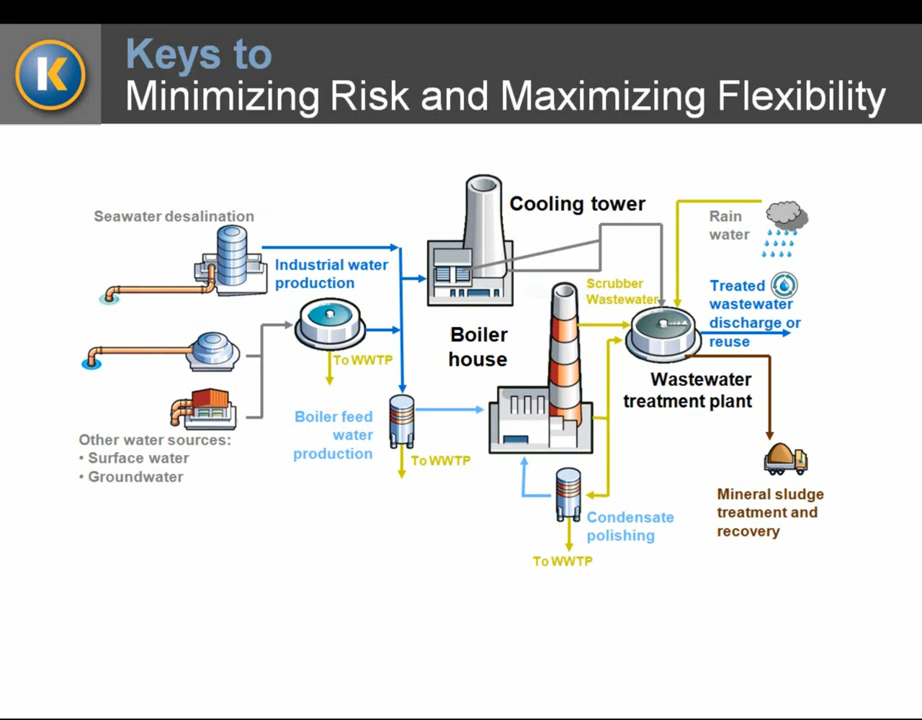 K
Keys to
Minimizing Risk and Maximizing Flexibility
Seawater desalination
Industrial water
production
Cooling tower
Rain
water
Scrubber
Wastewater
Treated
wastewater
discharge or
reuse
Boiler
house
To WWTP
Wastewater
treatment plant
Boiler feed
water
production
To WWTP
Other water sources:
• Surface water
• Groundwater
Mineral sludge
treatment and
recovery
Condensate
polishing
To WWTP